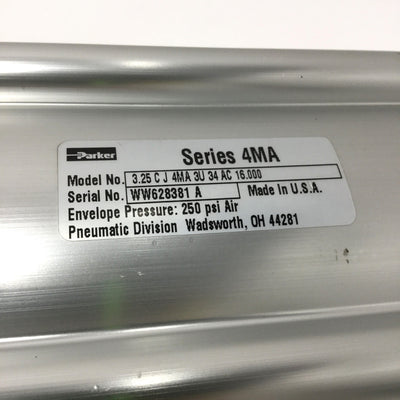 Parker Series 4MA
Model No. 3.25 C J 4MA 3U 34 AC 16.000
Serial No. WW628381 A Made In U.S.A.
Envelope Pressure: 250 psi Air
Pneumatic Division Wadsworth, OH 44281